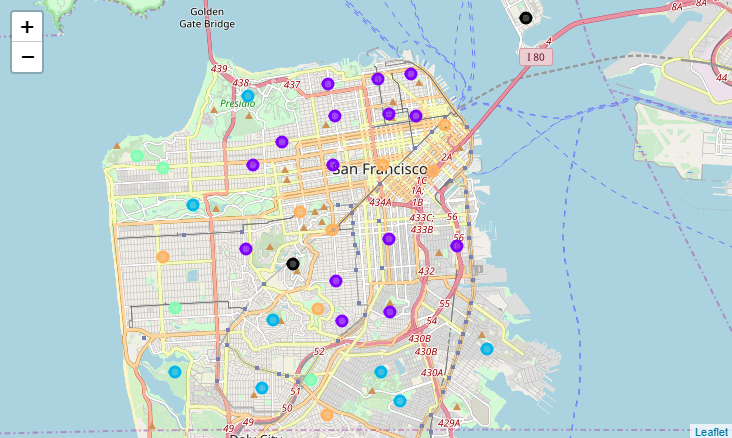 +
−
Golden
Gate Bridge
I 80
4
8A
8A
439
438
437
44
Presidio
2A
San Francisco
1C
1A;
1B
434A
433C;
433B
56
56
432
55
54
430B
430B
52
430A
51
50
49
49
429A
Daly City
Leaflet